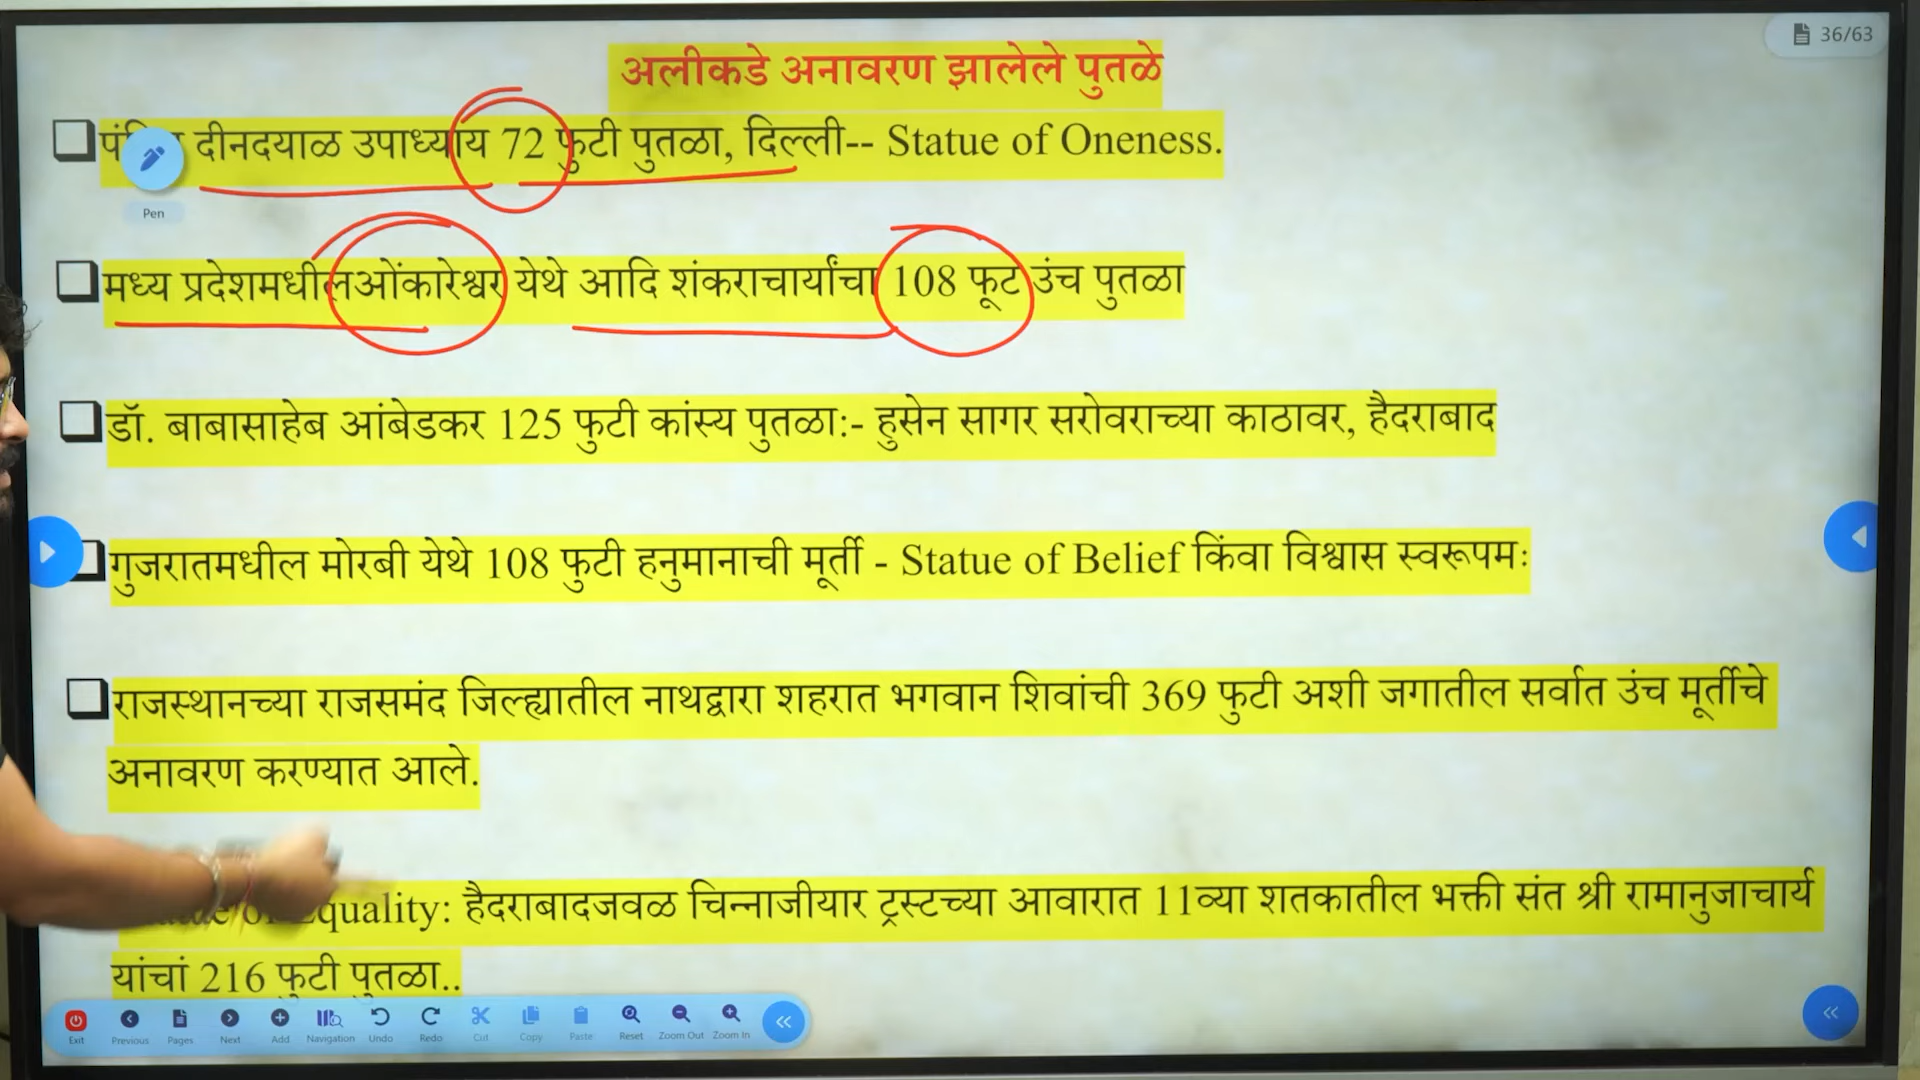 36/63
अलीकडे अनावरण झालेले पुतळे
दीनदयाळ उपाध्याय 72 फुटी पुतळा, दिल्ली-- Statue of Oneness.
Pen
मध्य प्रदेशमधीलओंकारेश्वर येथे आदि शंकराचार्यांचा 108 फूट उंच पुतळा
डॉ. बाबासाहेब आंबेडकर 125 फुटी कांस्य पुतळा:- हुसेन सागर सरोवराच्या काठावर, हैदराबाद
गुजरातमधील मोरबी येथे 108 फुटी हनुमानाची मूर्ती - Statue of Belief किंवा विश्वास स्वरूपमः
राजस्थानच्या राजसमंद जिल्ह्यातील नाथद्वारा शहरात भगवान शिवांची 369 फुटी अशी जगातील सर्वात उंच मूर्तीचे
अनावरण करण्यात आले.
of Equality: हैदराबादजवळ चिन्नाजीयार ट्रस्टच्या आवारात 11व्या शतकातील भक्ती संत श्री रामानुजाचार्य
यांचां 216 फुटी पुतळा..
Exit Previous Pages Next Add Navigation Undo Redo Cut Copy Paste Reset Zoom Out Zoom In